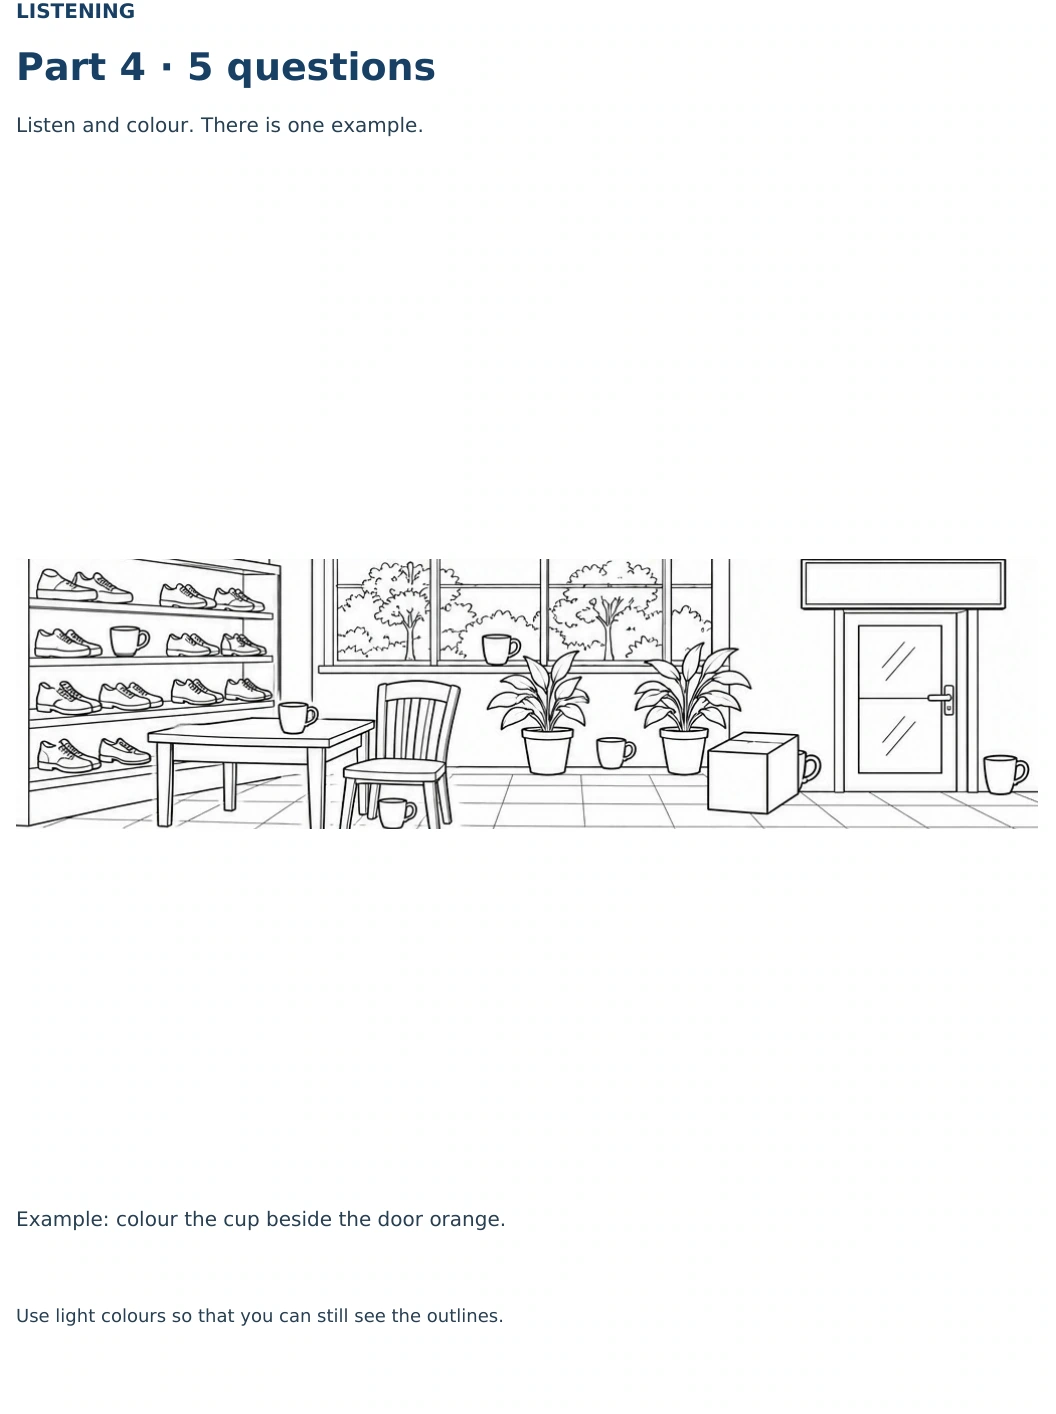 LISTENING
Part 4 · 5 questions
Listen and colour. There is one example.
Example: colour the cup beside the door orange.
Use light colours so that you can still see the outlines.